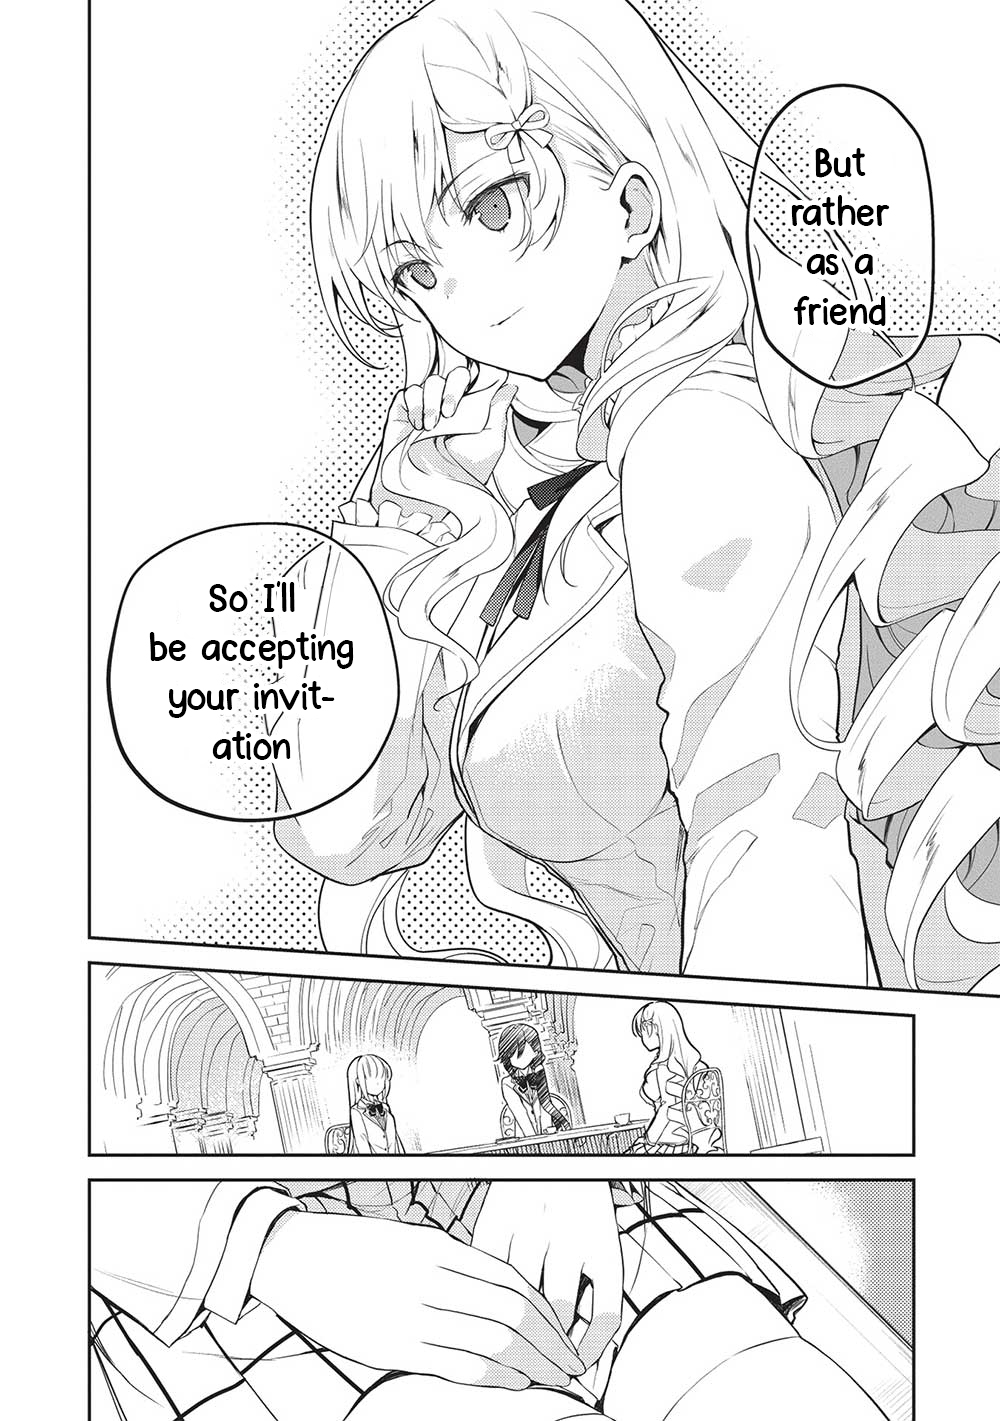 But
rather
as a
friend
So I'll
be accepting
your invit-
ation